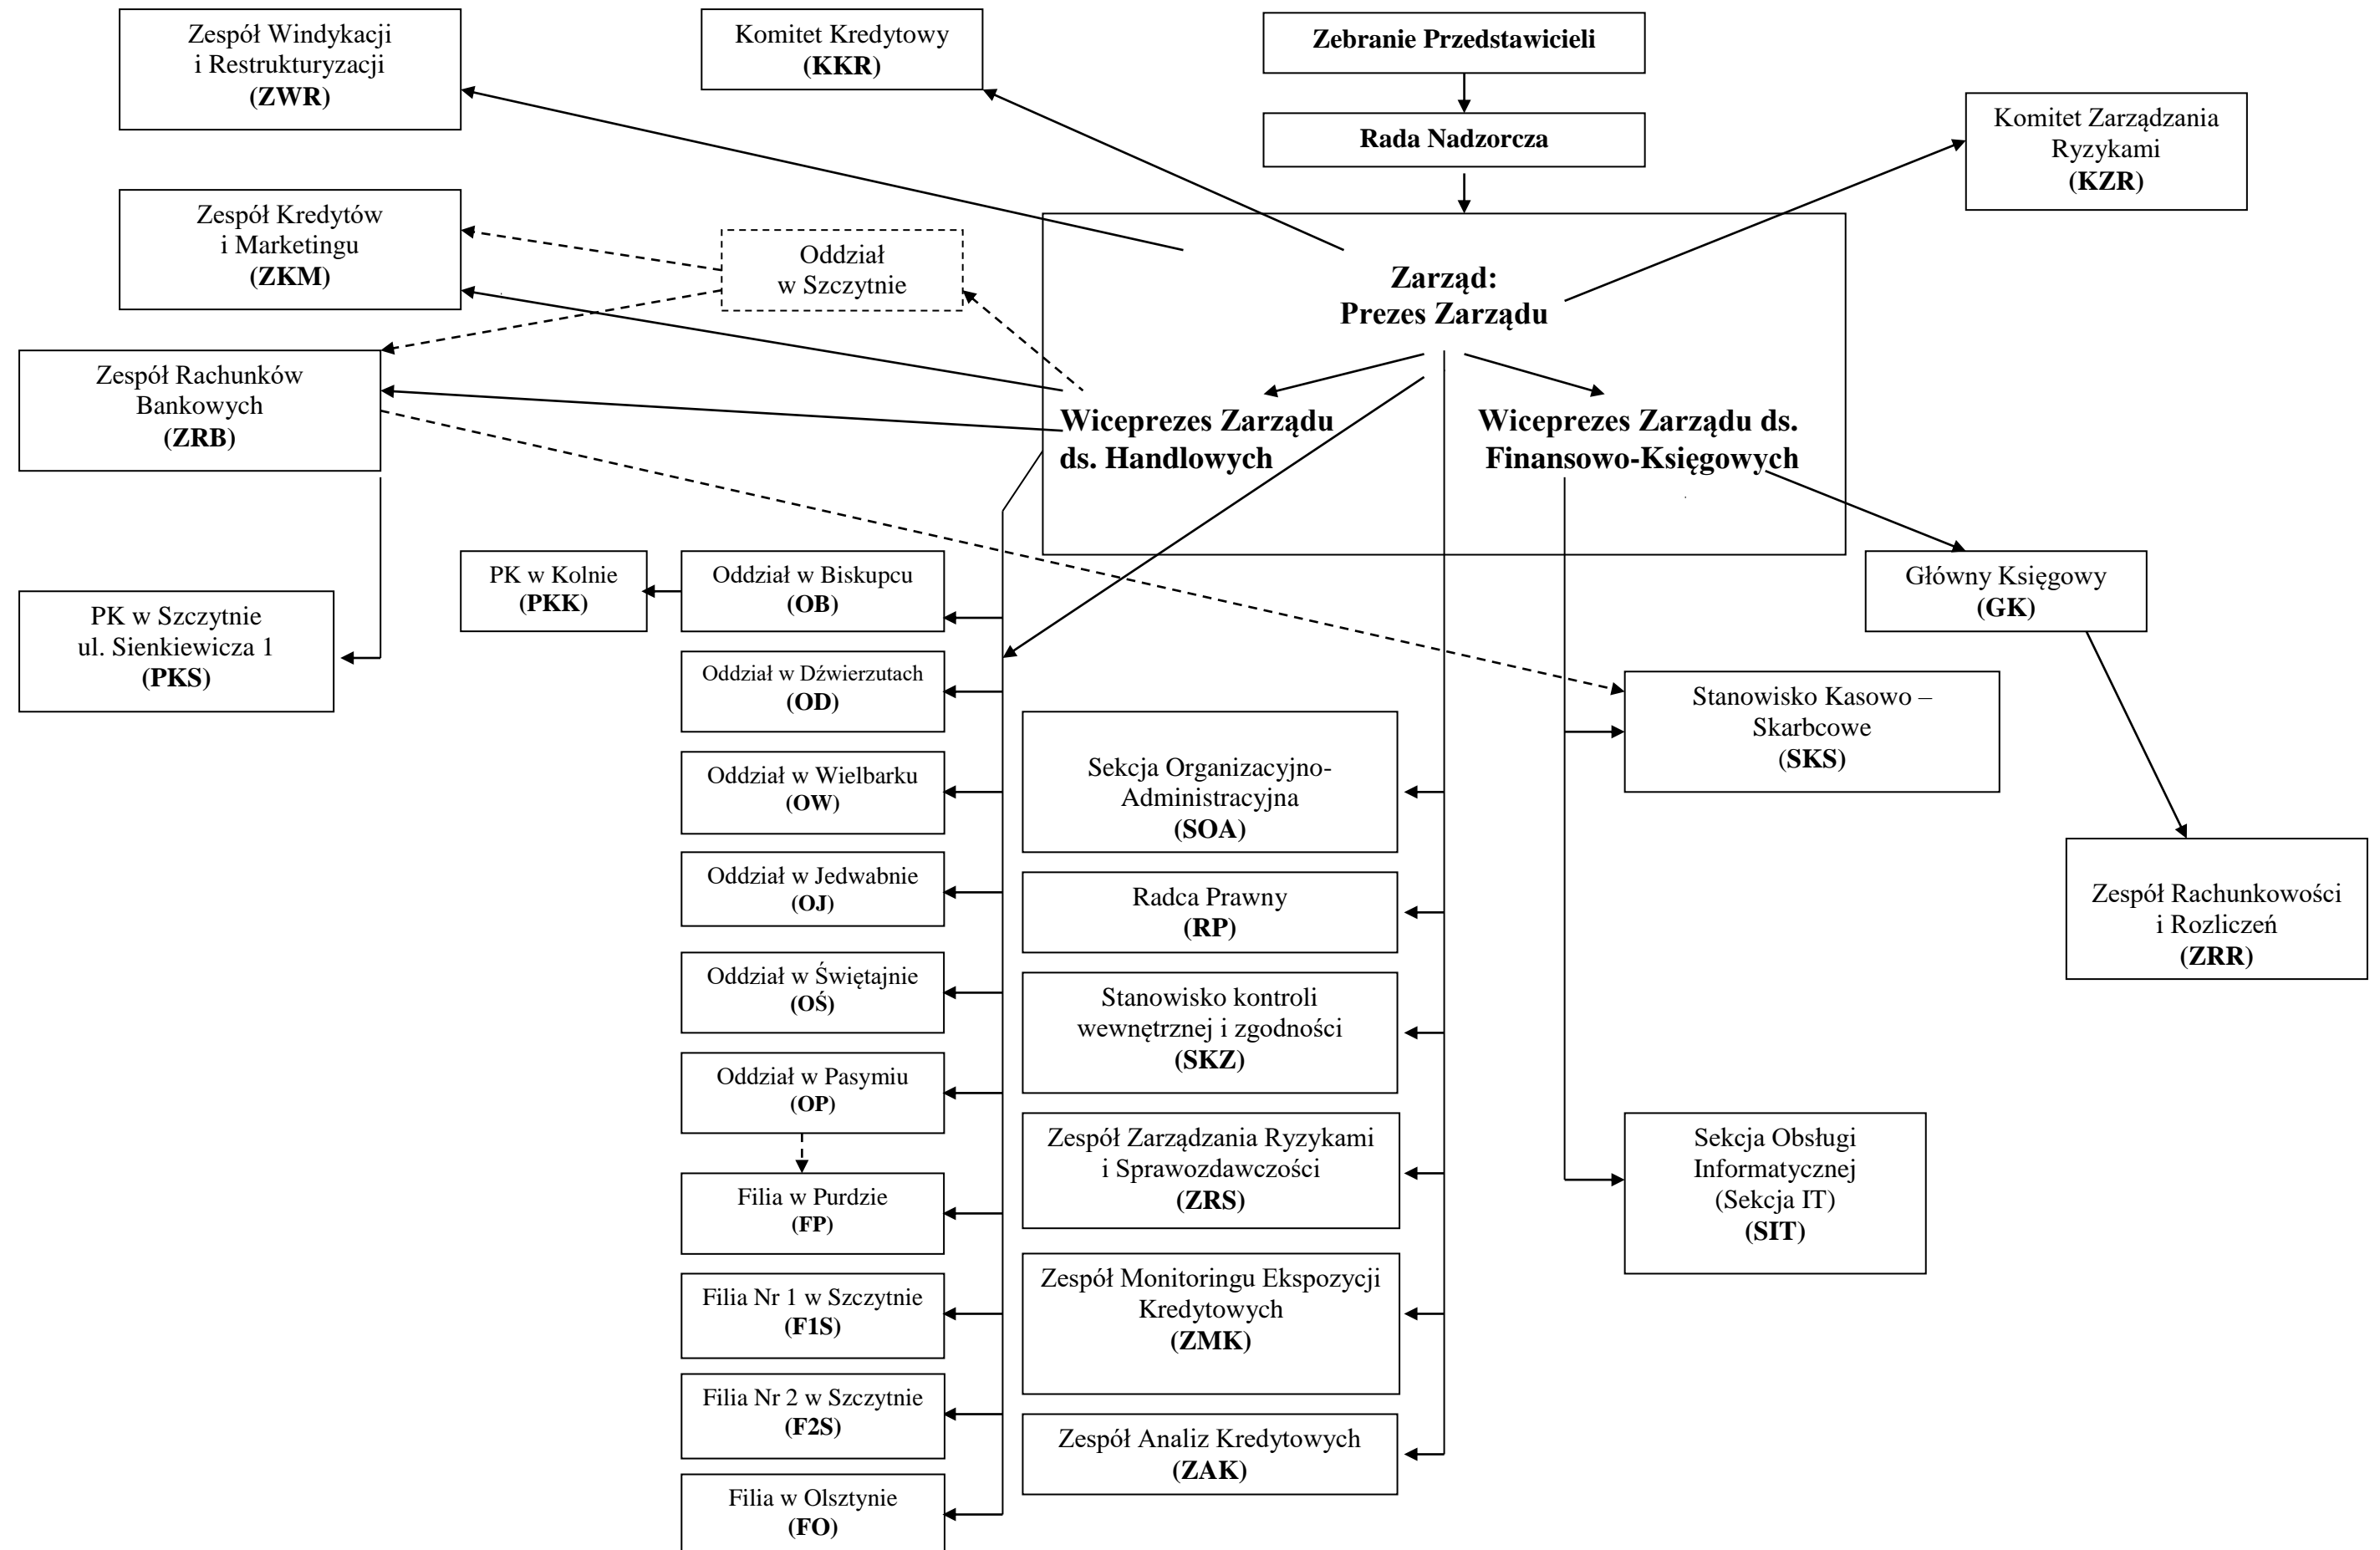 Zespół Windykacji
i Restrukturyzacji
(ZWR)
Komitet Kredytowy
(KKR)
Zebranie Przedstawicieli
Rada Nadzorcza
Komitet Zarządzania
Ryzykami
(KZR)
Zespół Kredytów
i Marketingu
(ZKM)
Oddział
w Szczytnie
Zarząd:
Prezes Zarządu
Zespół Rachunków
Bankowych
(ZRB)
Wiceprezes Zarządu
ds. Handlowych
Wiceprezes Zarządu ds.
Finansowo-Księgowych
PK w Kolnie
(PKK)
Oddział w Biskupcu
(OB)
Główny Księgowy
(GK)
PK w Szczytnie
ul. Sienkiewicza 1
(PKS)
Oddział w Dźwierzutach
(OD)
Stanowisko Kasowo –
Skarbcowe
(SKS)
Oddział w Wielbarku
(OW)
Sekcja Organizacyjno-
Administracyjna
(SOA)
Oddział w Jedwabnie
(OJ)
Radca Prawny
(RP)
Zespół Rachunkowości
i Rozliczeń
(ZRR)
Oddział w Świętajnie
(OŚ)
Stanowisko kontroli
wewnętrznej i zgodności
(SKZ)
Oddział w Pasymiu
(OP)
Zespół Zarządzania Ryzykami
i Sprawozdawczości
(ZRS)
Sekcja Obsługi
Informatycznej
(Sekcja IT)
(SIT)
Filia w Purdzie
(FP)
Filia Nr 1 w Szczytnie
(F1S)
Zespół Monitoringu Ekspozycji
Kredytowych
(ZMK)
Filia Nr 2 w Szczytnie
(F2S)
Zespół Analiz Kredytowych
(ZAK)
Filia w Olsztynie
(FO)